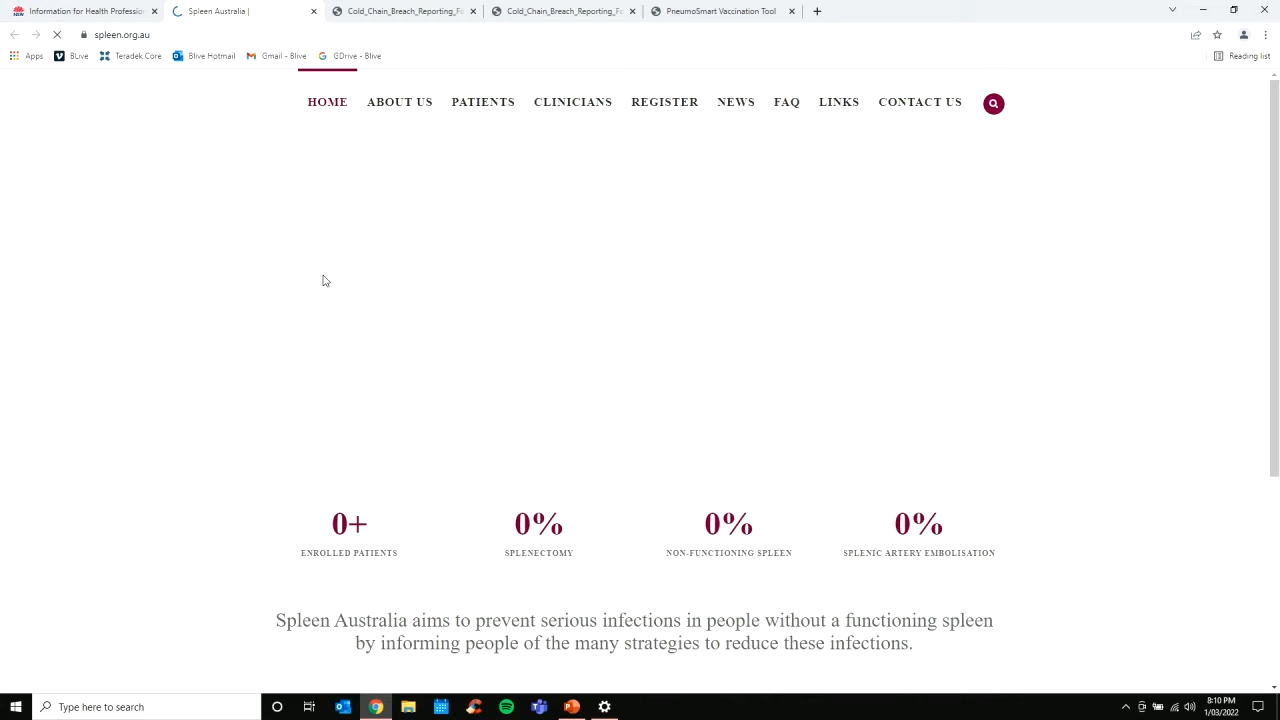 Information for Health Profession
Spleen Australia |
Cold_Chain_Breach_Reporting_Fo
Cold_Chain_Breach_Reporting_Fo
PneumoSmart Vaccination Tool
spleen.org.au
Apps
BLive
Teradek Core
Blive Hotmail
Gmail - Blive
GDrive - Blive
Reading list
HOME
ABOUT US
PATIENTS
CLINICIANS
REGISTER
NEWS
FAQ
LINKS
CONTACT US
0+
0%
0%
0%
ENROLLED PATIENTS
SPLENECTOMY
NON-FUNCTIONING SPLEEN
SPLENIC ARTERY EMBOLISATION
Spleen Australia aims to prevent serious infections in people without a functioning spleen
by informing people of the many strategies to reduce these infections.
Type here to search
8:10 PM
1/03/2022